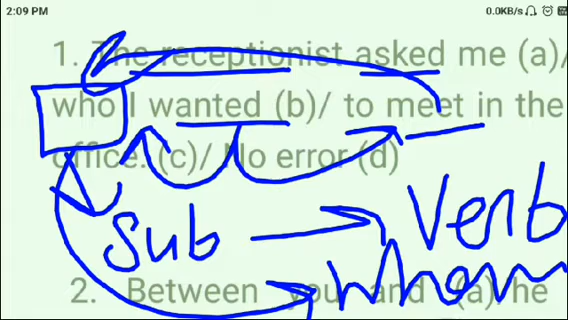 2:09 PM 0.0KB/s
1. The receptionist asked me (a)/
who I wanted (b)/ to meet in the
office. (c)/ No error (d)
Sub Verb
whom
2. Between you and (a) he